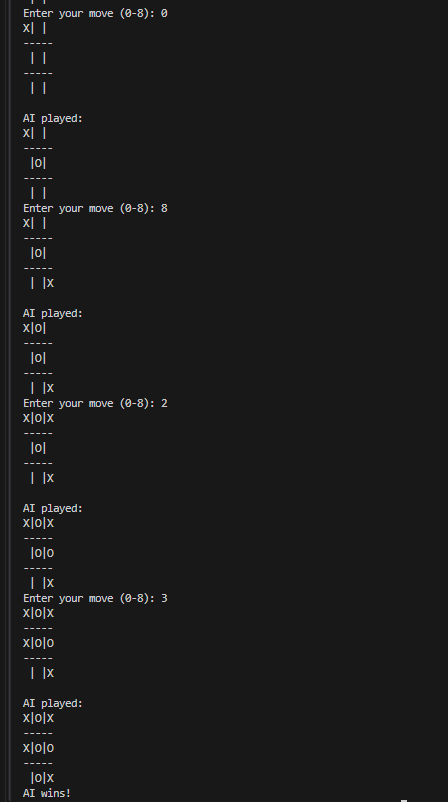 Enter your move (0-8): 0
X| |
-----
 | |
-----
 | |

AI played:
X| |
-----
 |O|
-----
 | |
Enter your move (0-8): 8
X| |
-----
 |O|
-----
 | |X

AI played:
X|O|
-----
 |O|
-----
 | |X
Enter your move (0-8): 2
X|O|X
-----
 |O|
-----
 | |X

AI played:
X|O|X
-----
 |O|O
-----
 | |X
Enter your move (0-8): 3
X|O|X
-----
X|O|O
-----
 | |X

AI played:
X|O|X
-----
X|O|O
-----
 |O|X
AI wins!